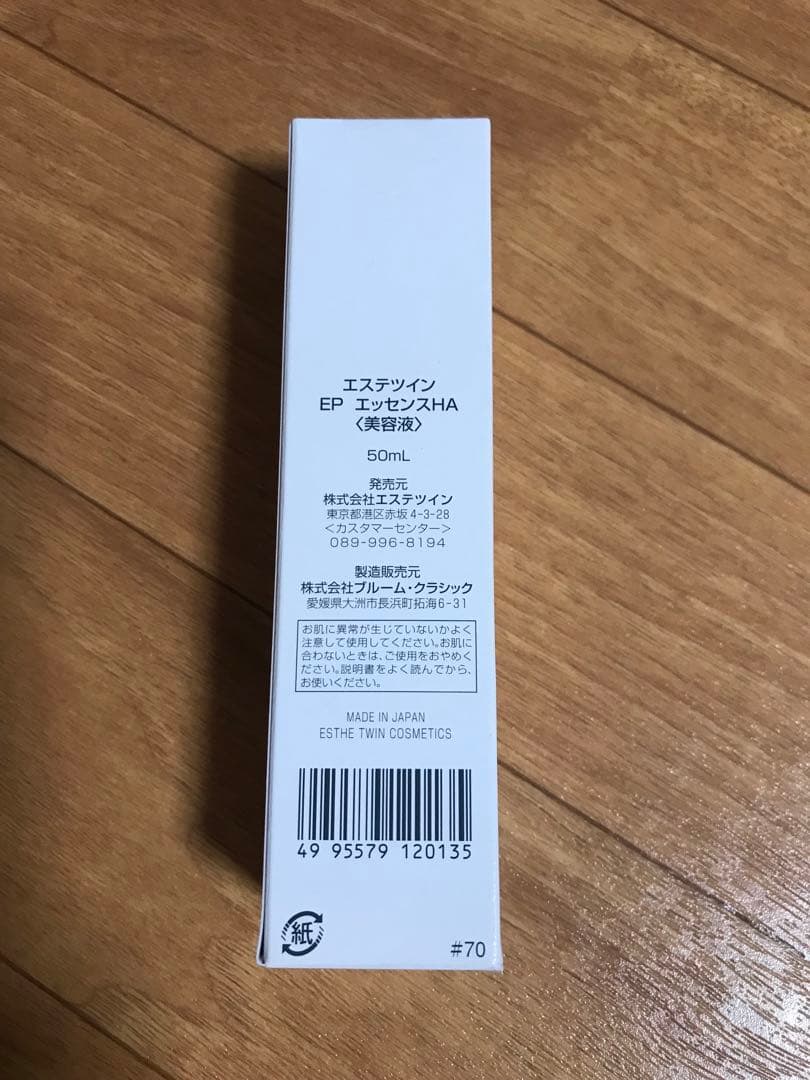 エステツイン
EP エッセンスHA
〈美容液〉
50mL
発売元
株式会社エステツイン
東京都港区赤坂4-3-28
<カスタマーセンター>
089-996-8194
製造販売元
株式会社ブルーム・クラシック
愛媛県大洲市長浜町拓海6-31
お肌に異常が生じていないかよく
注意して使用してください。お肌に
合わないときは、ご使用をおやめく
ださい。説明書をよく読んでから、
お使いください。
MADE IN JAPAN
ESTHE TWIN COSMETICS
49 95579 120135
紙
#70